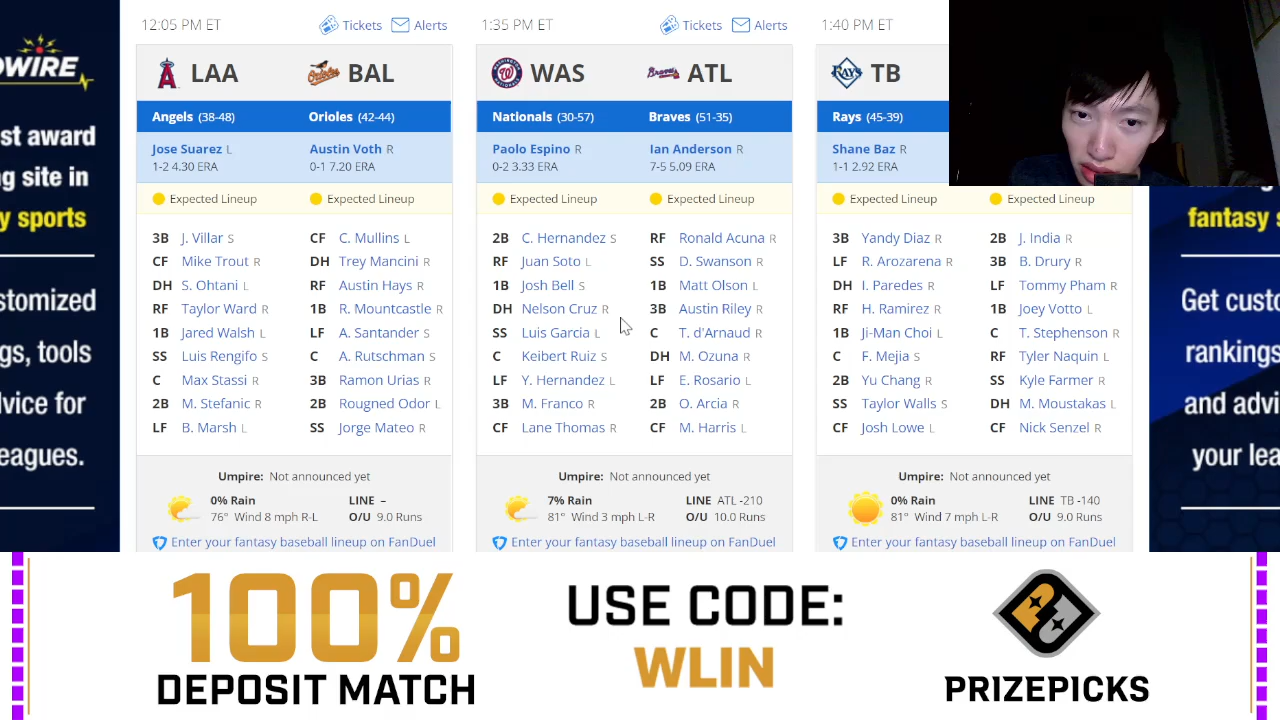 12:05 PM ET Tickets Alerts
LAA BAL
Angels (38-48) Orioles (42-44)
Jose Suarez L Austin Voth R
1-2 4.30 ERA 0-1 7.20 ERA
Expected Lineup Expected Lineup
3B J. Villar S CF C. Mullins L
CF Mike Trout R DH Trey Mancini R
DH S. Ohtani L RF Austin Hays R
RF Taylor Ward R 1B R. Mountcastle R
1B Jared Walsh L LF A. Santander S
SS Luis Rengifo S C A. Rutschman S
C Max Stassi R 3B Ramon Urias R
2B M. Stefanic R 2B Rougned Odor L
LF B. Marsh L SS Jorge Mateo R
Umpire: Not announced yet
0% Rain LINE –
76° Wind 8 mph R-L O/U 9.0 Runs
Enter your fantasy baseball lineup on FanDuel
1:35 PM ET Tickets Alerts
WAS ATL
Nationals (30-57) Braves (51-35)
Paolo Espino R Ian Anderson R
0-2 3.33 ERA 7-5 5.09 ERA
Expected Lineup Expected Lineup
2B C. Hernandez S RF Ronald Acuna R
RF Juan Soto L SS D. Swanson R
1B Josh Bell S 1B Matt Olson L
DH Nelson Cruz R 3B Austin Riley R
SS Luis Garcia L C T. d'Arnaud R
C Keibert Ruiz S DH M. Ozuna R
LF Y. Hernandez L LF E. Rosario L
3B M. Franco R 2B O. Arcia R
CF Lane Thomas R CF M. Harris L
Umpire: Not announced yet
7% Rain LINE ATL -210
81° Wind 3 mph L-R O/U 10.0 Runs
Enter your fantasy baseball lineup on FanDuel
1:40 PM ET
RAYS TB
Rays (45-39)
Shane Baz R
1-1 2.92 ERA
Expected Lineup Expected Lineup
3B Yandy Diaz R 2B J. India R
LF R. Arozarena R 3B B. Drury R
DH I. Paredes R LF Tommy Pham R
RF H. Ramirez R 1B Joey Votto L
1B Ji-Man Choi L C T. Stephenson R
C F. Mejia S RF Tyler Naquin L
2B Yu Chang R SS Kyle Farmer R
SS Taylor Walls S DH M. Moustakas L
CF Josh Lowe L CF Nick Senzel R
Umpire: Not announced yet
0% Rain LINE TB -140
81° Wind 7 mph L-R O/U 9.0 Runs
Enter your fantasy baseball lineup on FanDuel
OWIRE
st award
ng site in
y sports
stomized
ngs, tools
dvice for
eagues.
fantasy s
Get custo
rankings
and advi
your lea
100%
DEPOSIT MATCH
USE CODE:
WLIN
PRIZEPICKS